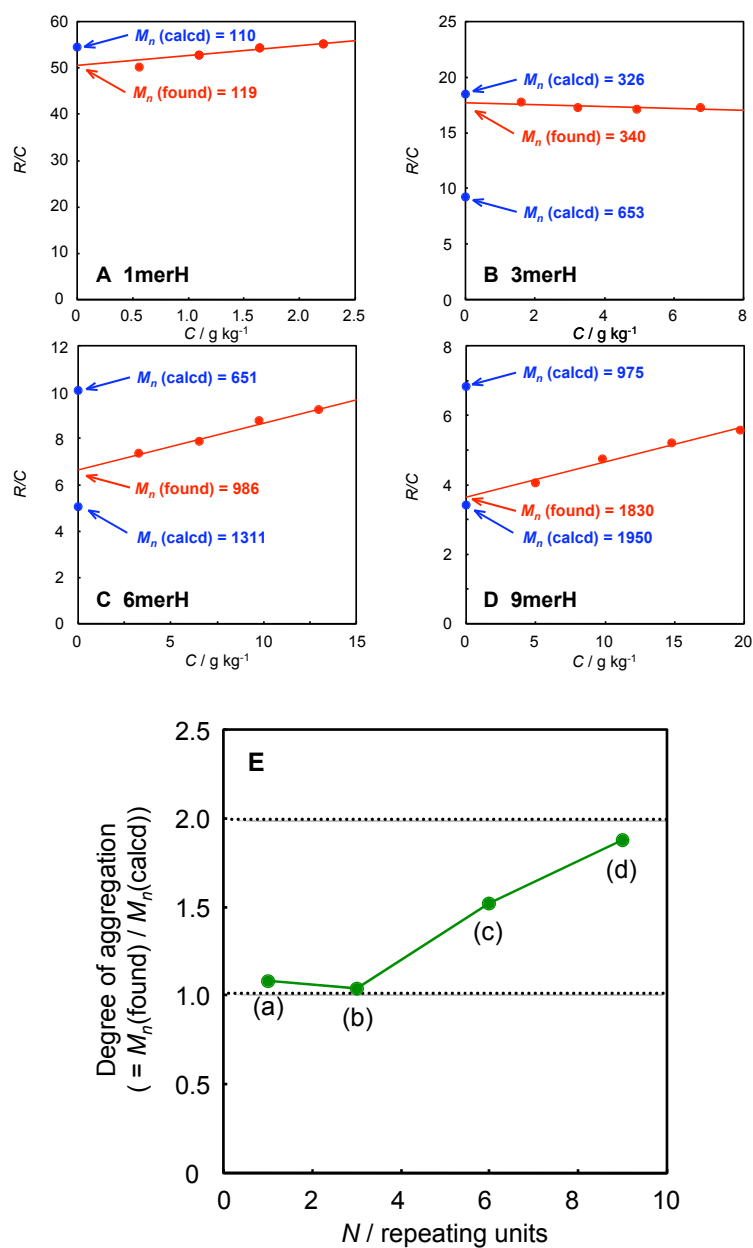 60
50
40
30
20
10
0
R/C
Mn (calcd) = 110
Mn (found) = 119
A 1merH
0 0.5 1.0 1.5 2.0 2.5
C / g kg-1
25
20
15
10
5
0
R/C
Mn (calcd) = 326
Mn (found) = 340
Mn (calcd) = 653
B 3merH
0 2 4 6 8
C / g kg-1
12
10
8
6
4
2
0
R/C
Mn (calcd) = 651
Mn (found) = 986
Mn (calcd) = 1311
C 6merH
0 5 10 15
C / g kg-1
8
6
4
2
0
R/C
Mn (calcd) = 975
Mn (found) = 1830
Mn (calcd) = 1950
D 9merH
0 5 10 15 20
C / g kg-1
2.5
2.0
1.5
1.0
0.5
0
Degree of aggregation
( = Mn(found) / Mn(calcd))
E
(a)
(b)
(c)
(d)
0 2 4 6 8 10
N / repeating units